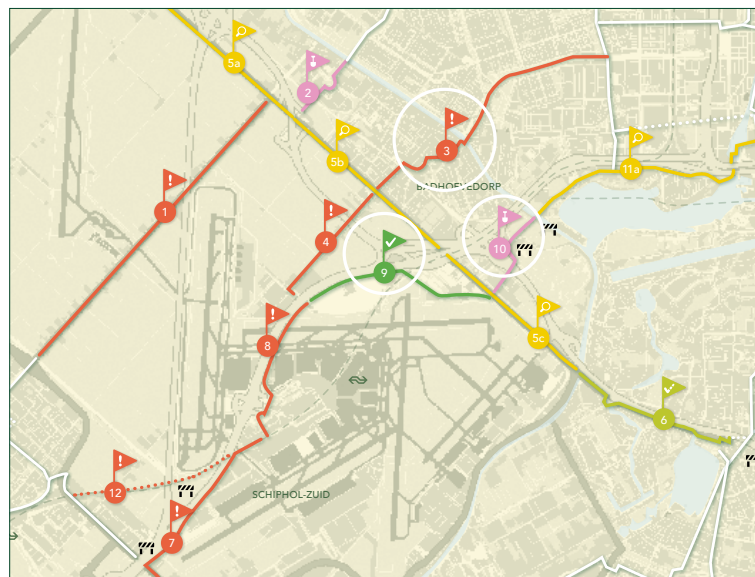 5a
2
3
5b
11a
BADHOEVEDORP
1
4
10
9
5c
8
6
12
SCHIPHOL-ZUID
7